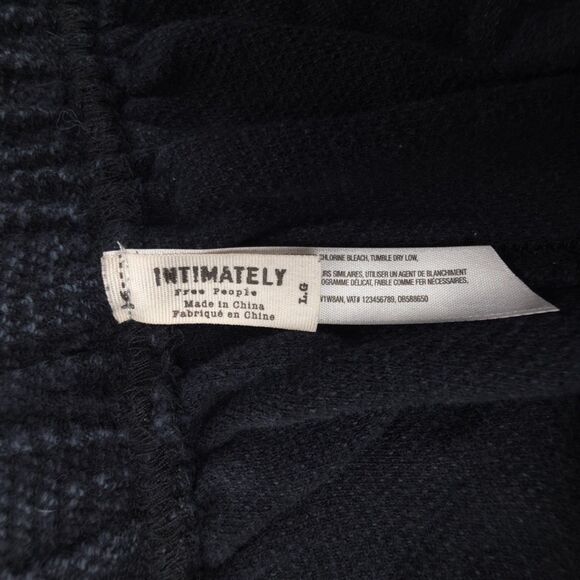 INTIMATELY
Free People
Made in China
Fabriqué en Chine
LG
CHLORINE BLEACH, TUMBLE DRY LOW,
URS SIMILAIRES, UTILISER UN AGENT DE BLANCHIMENT
OGRAMME DÉLICAT, FAIBLE COMME FER NÉCESSAIRES.
W1W8AN, VAT# 123456789, DB588650